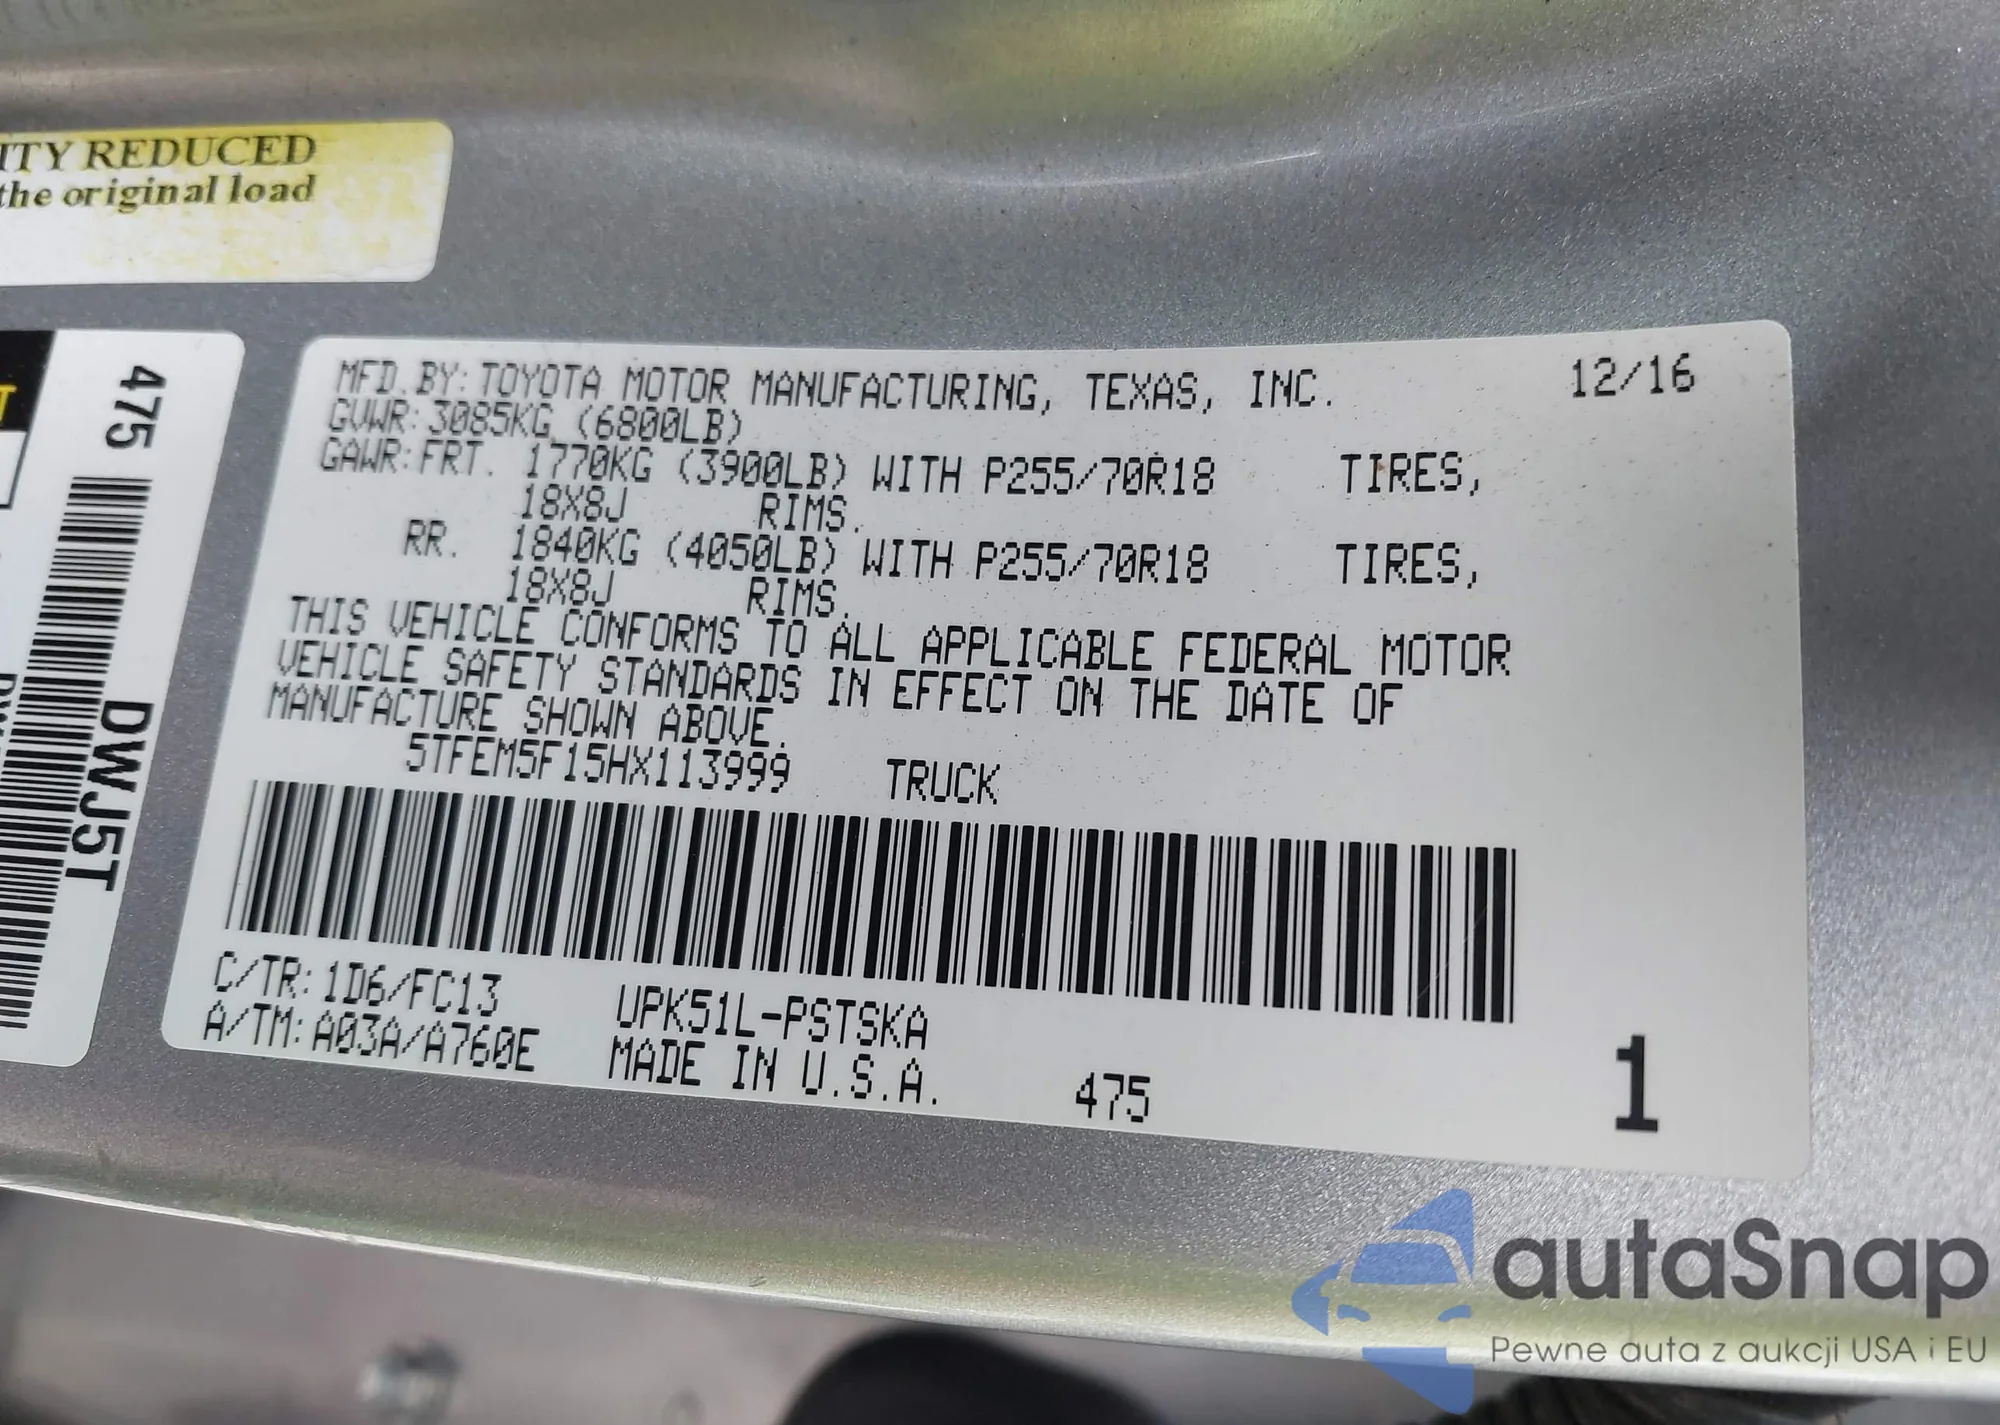 ITY REDUCED
the original load
475
DWJ5T
MFD. BY: TOYOTA MOTOR MANUFACTURING, TEXAS, INC. 12/16
GVWR: 3085KG (6800LB)
GAWR: FRT. 1770KG (3900LB) WITH P255/70R18 TIRES,
18X8J RIMS.
RR. 1840KG (4050LB) WITH P255/70R18 TIRES,
18X8J RIMS.
THIS VEHICLE CONFORMS TO ALL APPLICABLE FEDERAL MOTOR
VEHICLE SAFETY STANDARDS IN EFFECT ON THE DATE OF
MANUFACTURE SHOWN ABOVE.
5TFEM5F15HX113999 TRUCK
C/TR: 1D6/FC13 UPK51L-PSTSKA
A/TM: A03A/A760E MADE IN U.S.A. 475 1
autaSnap
Pewne auta z aukcji USA i EU